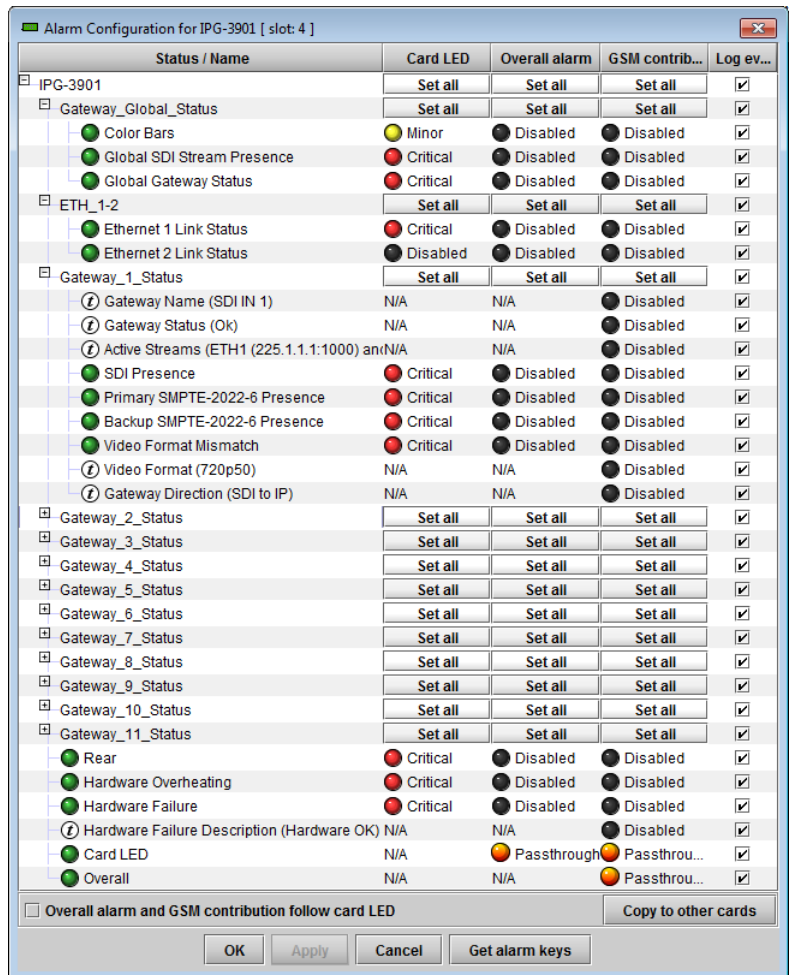 Alarm Configuration for IPG-3901 [ slot: 4 ]
Status / Name Card LED Overall alarm GSM contrib... Log ev...
IPG-3901 Set all Set all Set all
Gateway_Global_Status Set all Set all Set all
Color Bars Minor Disabled Disabled
Global SDI Stream Presence Critical Disabled Disabled
Global Gateway Status Critical Disabled Disabled
ETH_1-2 Set all Set all Set all
Ethernet 1 Link Status Critical Disabled Disabled
Ethernet 2 Link Status Disabled Disabled Disabled
Gateway_1_Status Set all Set all Set all
t Gateway Name (SDI IN 1) N/A N/A Disabled
t Gateway Status (Ok) N/A N/A Disabled
t Active Streams (ETH1 (225.1.1.1:1000) an N/A N/A Disabled
SDI Presence Critical Disabled Disabled
Primary SMPTE-2022-6 Presence Critical Disabled Disabled
Backup SMPTE-2022-6 Presence Critical Disabled Disabled
Video Format Mismatch Critical Disabled Disabled
t Video Format (720p50) N/A N/A Disabled
t Gateway Direction (SDI to IP) N/A N/A Disabled
Gateway_2_Status Set all Set all Set all
Gateway_3_Status Set all Set all Set all
Gateway_4_Status Set all Set all Set all
Gateway_5_Status Set all Set all Set all
Gateway_6_Status Set all Set all Set all
Gateway_7_Status Set all Set all Set all
Gateway_8_Status Set all Set all Set all
Gateway_9_Status Set all Set all Set all
Gateway_10_Status Set all Set all Set all
Gateway_11_Status Set all Set all Set all
Rear Critical Disabled Disabled
Hardware Overheating Critical Disabled Disabled
Hardware Failure Critical Disabled Disabled
t Hardware Failure Description (Hardware OK) N/A N/A Disabled
Card LED N/A Passthrough Passthrou...
Overall N/A N/A Passthrou...
Overall alarm and GSM contribution follow card LED Copy to other cards
OK Apply Cancel Get alarm keys